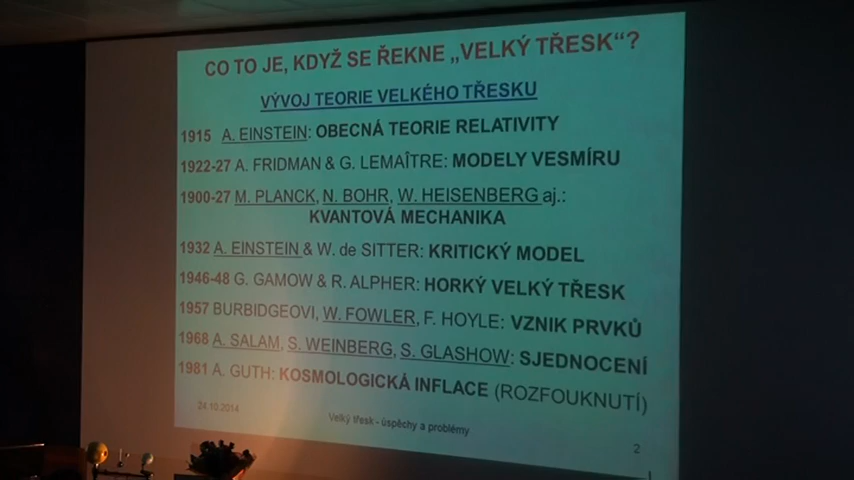 CO TO JE, KDYŽ SE ŘEKNE „VELKÝ TŘESK“?
VÝVOJ TEORIE VELKÉHO TŘESKU
1915 A. EINSTEIN: OBECNÁ TEORIE RELATIVITY
1922-27 A. FRIDMAN & G. LEMAÎTRE: MODELY VESMÍRU
1900-27 M. PLANCK, N. BOHR, W. HEISENBERG aj.:
KVANTOVÁ MECHANIKA
1932 A. EINSTEIN & W. de SITTER: KRITICKÝ MODEL
1946-48 G. GAMOW & R. ALPHER: HORKÝ VELKÝ TŘESK
1957 BURBIDGEOVI, W. FOWLER, F. HOYLE: VZNIK PRVKŮ
1968 A. SALAM, S. WEINBERG, S. GLASHOW: SJEDNOCENÍ
1981 A. GUTH: KOSMOLOGICKÁ INFLACE (ROZFOUKNUTÍ)
24.10.2014
Velký třesk - úspěchy a problémy
2